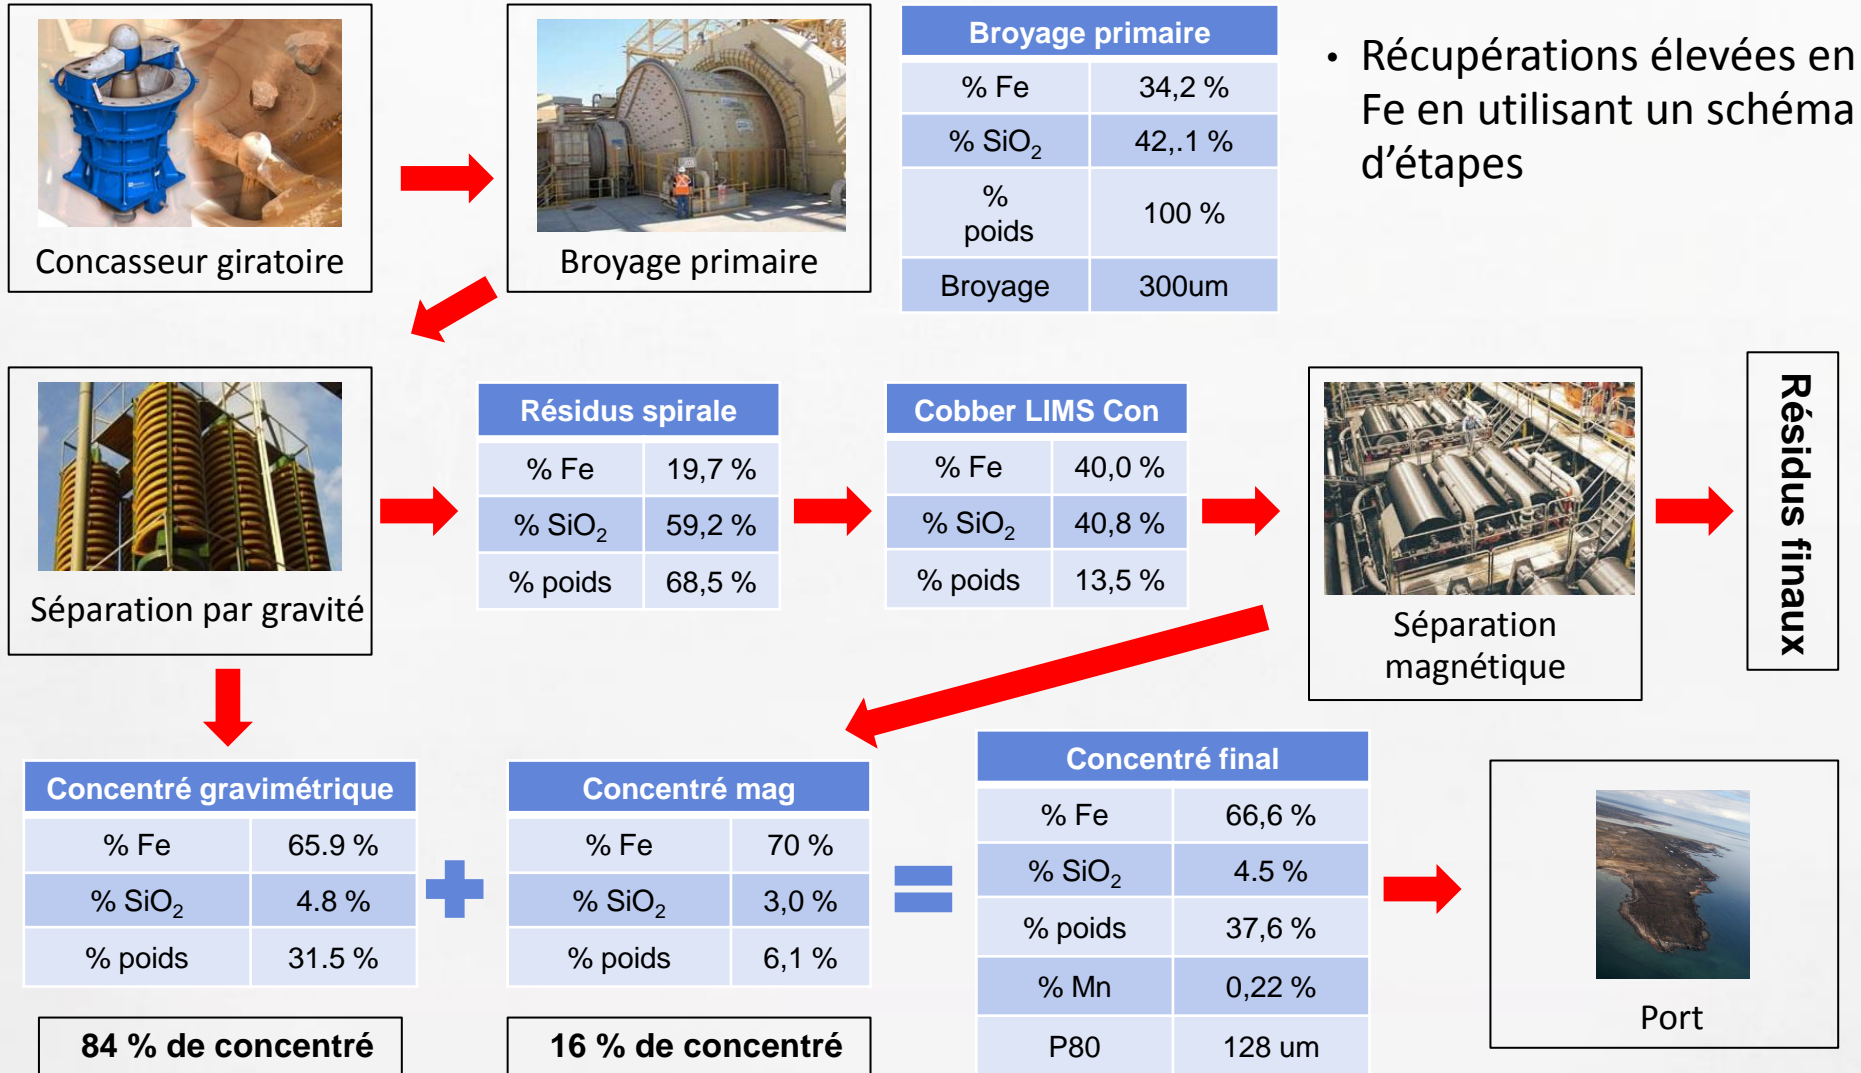 Concasseur giratoire
Broyage primaire
Broyage primaire
% Fe 34,2 %
% SiO₂ 42,.1 %
%
poids 100 %
Broyage 300um
• Récupérations élevées en
Fe en utilisant un schéma
d’étapes
Séparation par gravité
Résidus spirale
% Fe 19,7 %
% SiO₂ 59,2 %
% poids 68,5 %
Cobber LIMS Con
% Fe 40,0 %
% SiO₂ 40,8 %
% poids 13,5 %
Séparation
magnétique
Résidus finaux
Concentré gravimétrique
% Fe 65.9 %
% SiO₂ 4.8 %
% poids 31.5 %
84 % de concentré
Concentré mag
% Fe 70 %
% SiO₂ 3,0 %
% poids 6,1 %
16 % de concentré
Concentré final
% Fe 66,6 %
% SiO₂ 4.5 %
% poids 37,6 %
% Mn 0,22 %
P80 128 um
Port